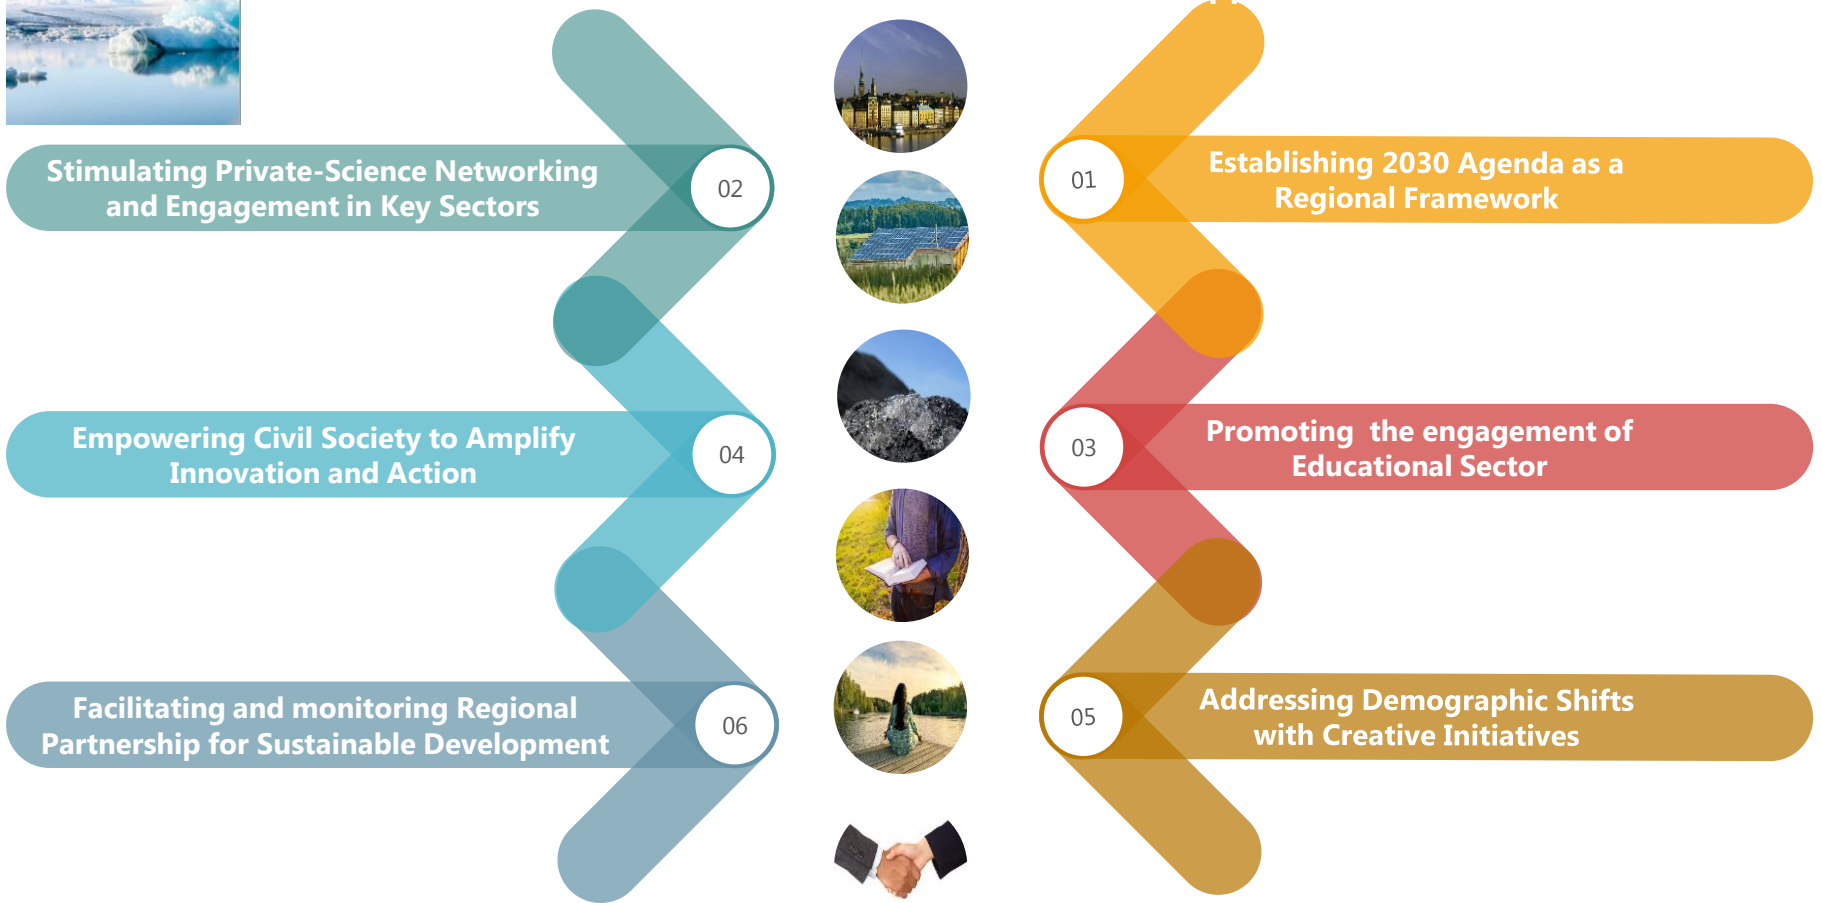 Stimulating Private-Science Networking
and Engagement in Key Sectors
02
01
Establishing 2030 Agenda as a
Regional Framework
Empowering Civil Society to Amplify
Innovation and Action
04
03
Promoting  the engagement of
Educational Sector
Facilitating and monitoring Regional
Partnership for Sustainable Development
06
05
Addressing Demographic Shifts
with Creative Initiatives